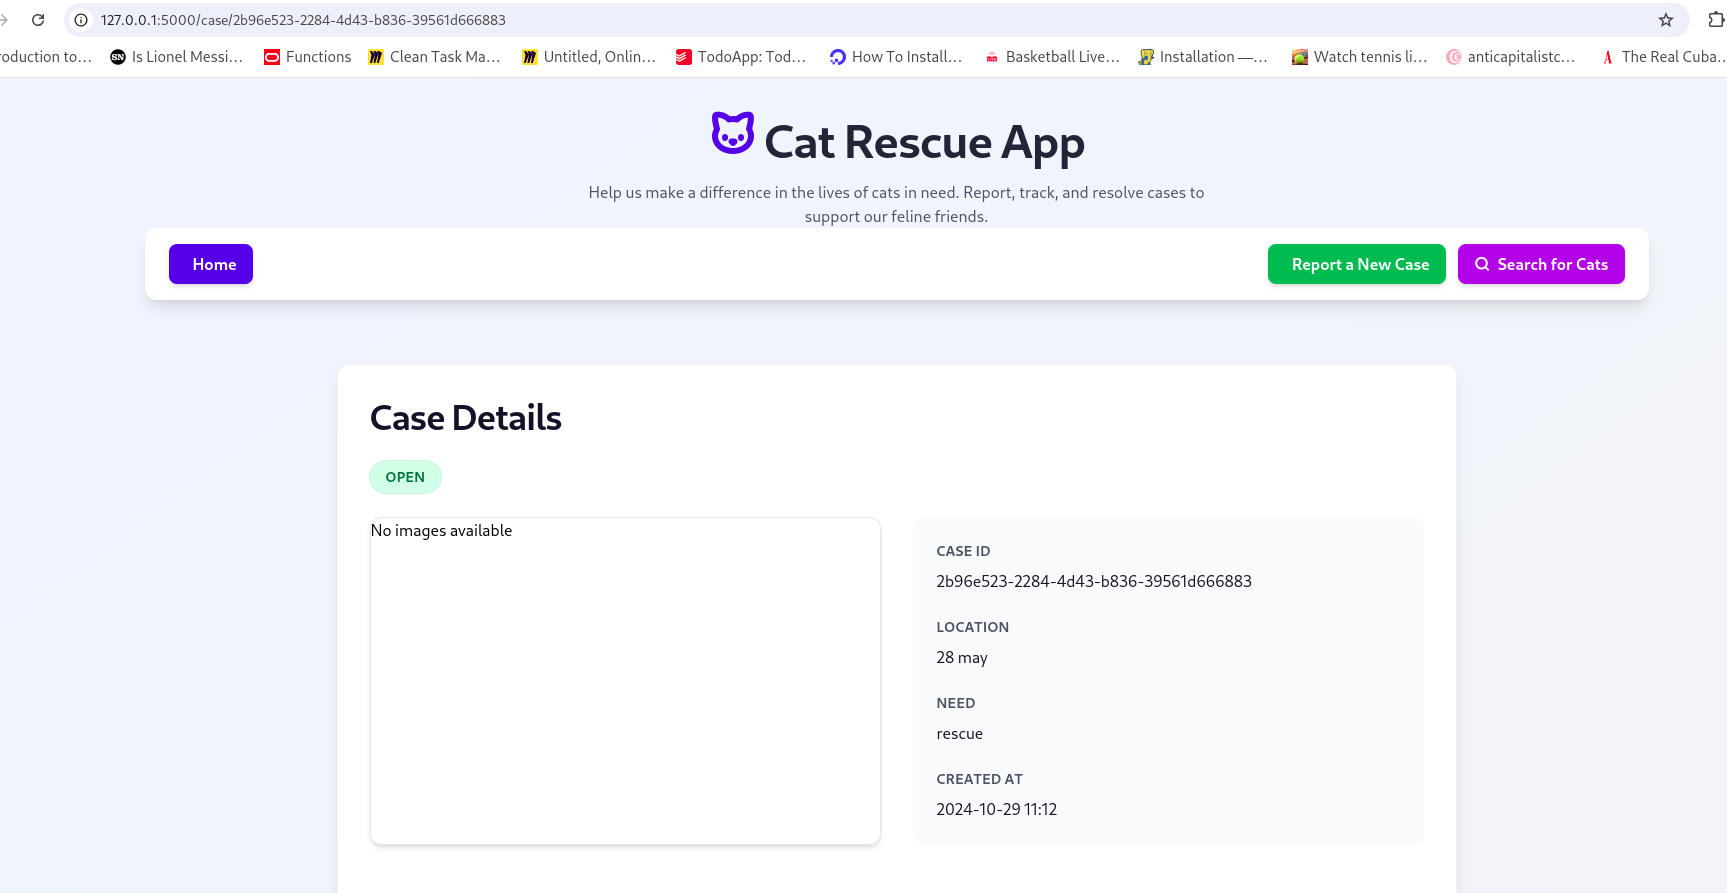 127.0.0.1:5000/case/2b96e523-2284-4d43-b836-39561d666883
roduction to... SN Is Lionel Messi... Functions Clean Task Ma... Untitled, Onlin... TodoApp: Tod... How To Install... Basketball Live... Installation —... Watch tennis li... anticapitalistc... The Real Cuba..
Cat Rescue App
Help us make a difference in the lives of cats in need. Report, track, and resolve cases to
support our feline friends.
Home Report a New Case Search for Cats
Case Details
OPEN
No images available
CASE ID
2b96e523-2284-4d43-b836-39561d666883
LOCATION
28 may
NEED
rescue
CREATED AT
2024-10-29 11:12